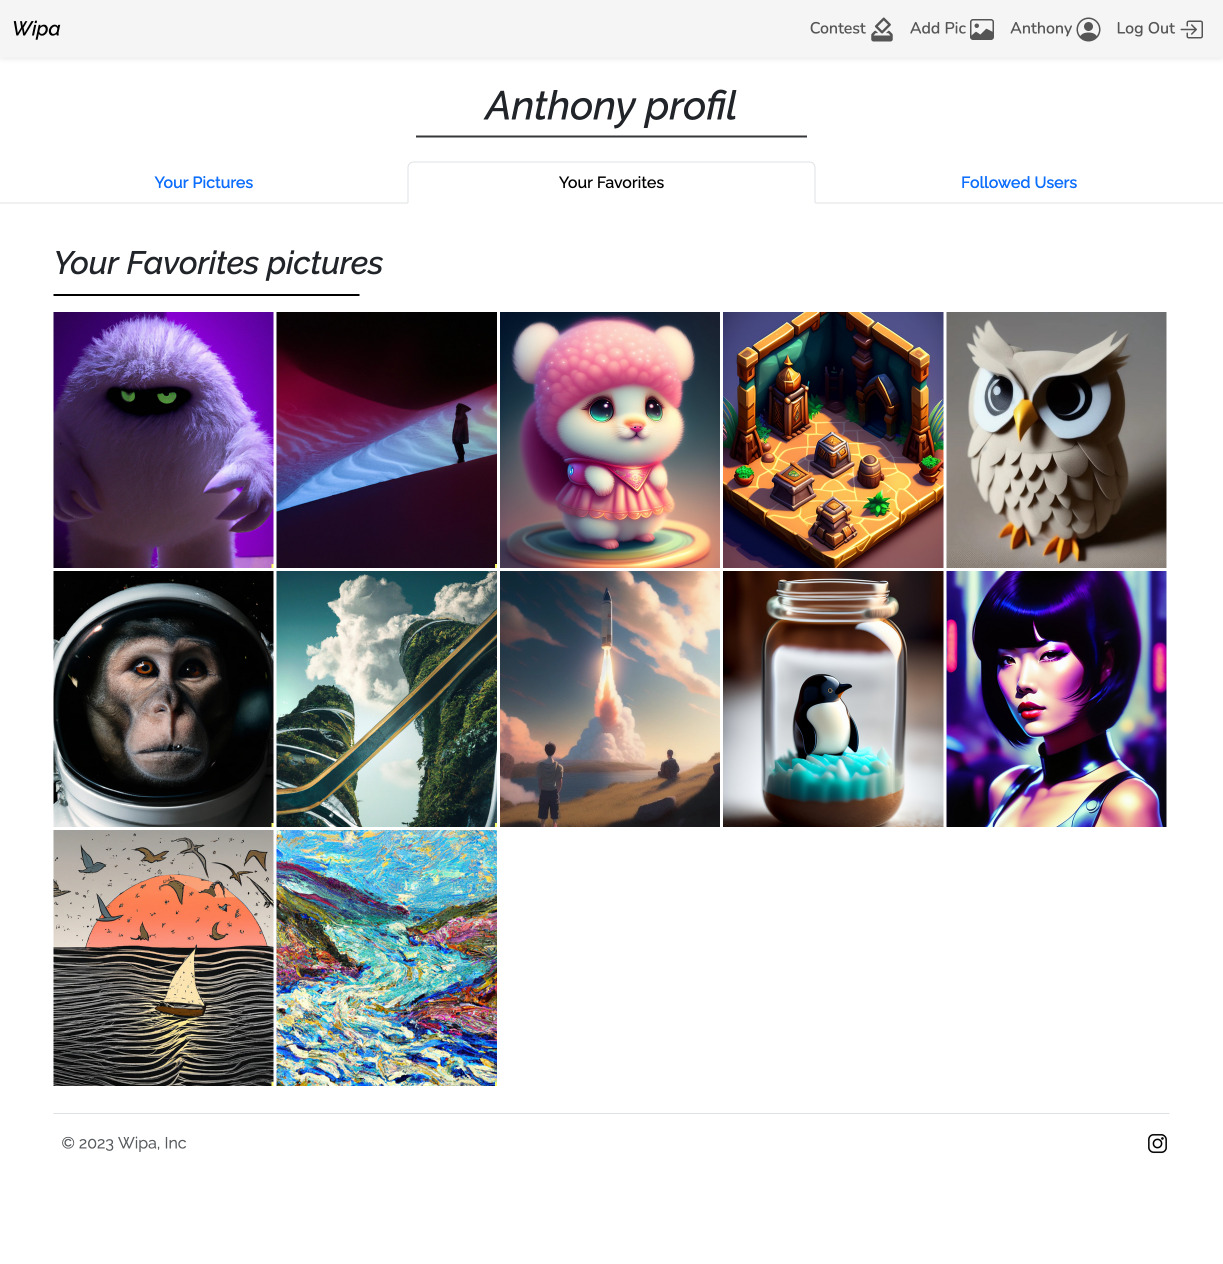 Wipa
Contest
Add Pic
Anthony
Log Out
Anthony profil
Your Pictures
Your Favorites
Followed Users
Your Favorites pictures
© 2023 Wipa, Inc